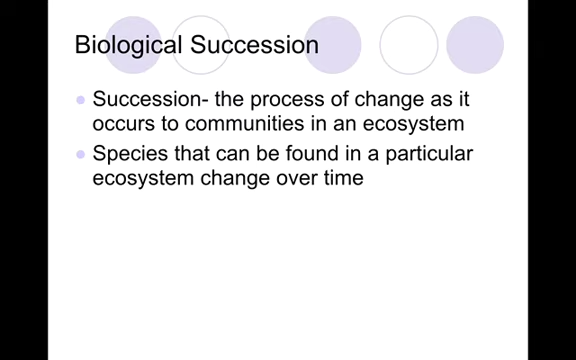 Biological Succession
Succession- the process of change as it
occurs to communities in an ecosystem
Species that can be found in a particular
ecosystem change over time